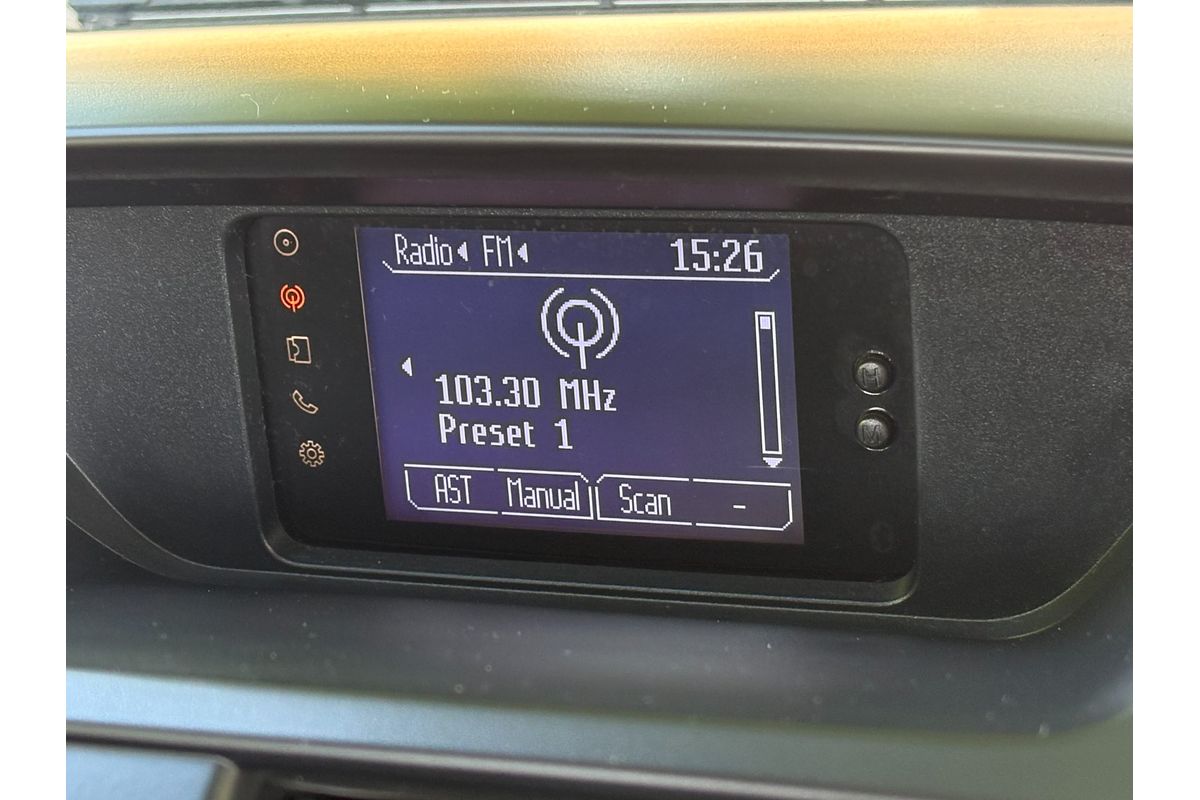 Radio FM 15:26
103.30 MHz
Preset 1
AST Manual Scan -
H
M